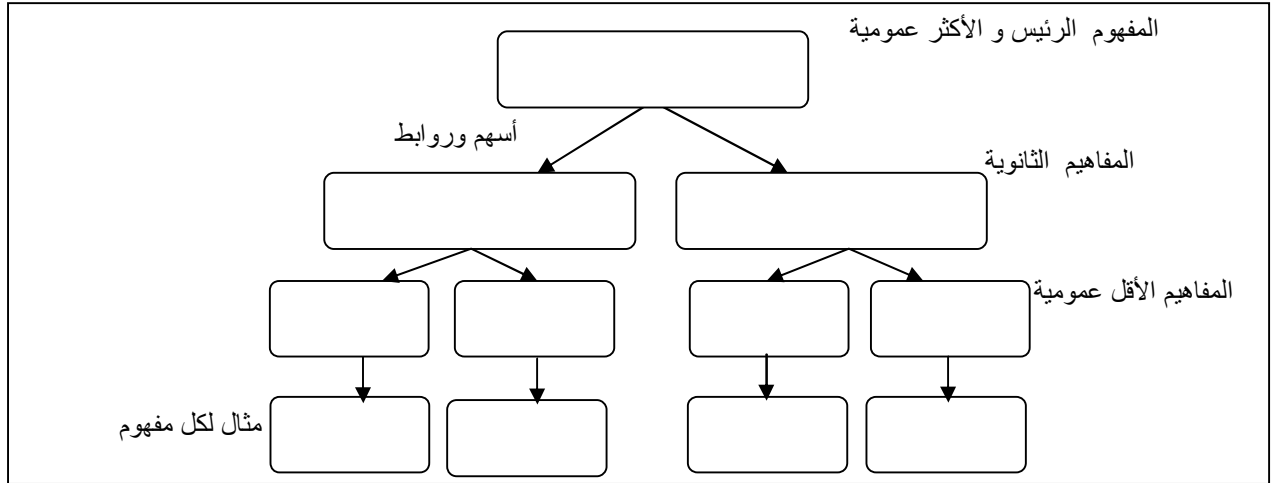 المفهوم الرئيس و الأكثر عمومية
أسهم وروابط
المفاهيم الثانوية
المفاهيم الأقل عمومية
مثال لكل مفهوم